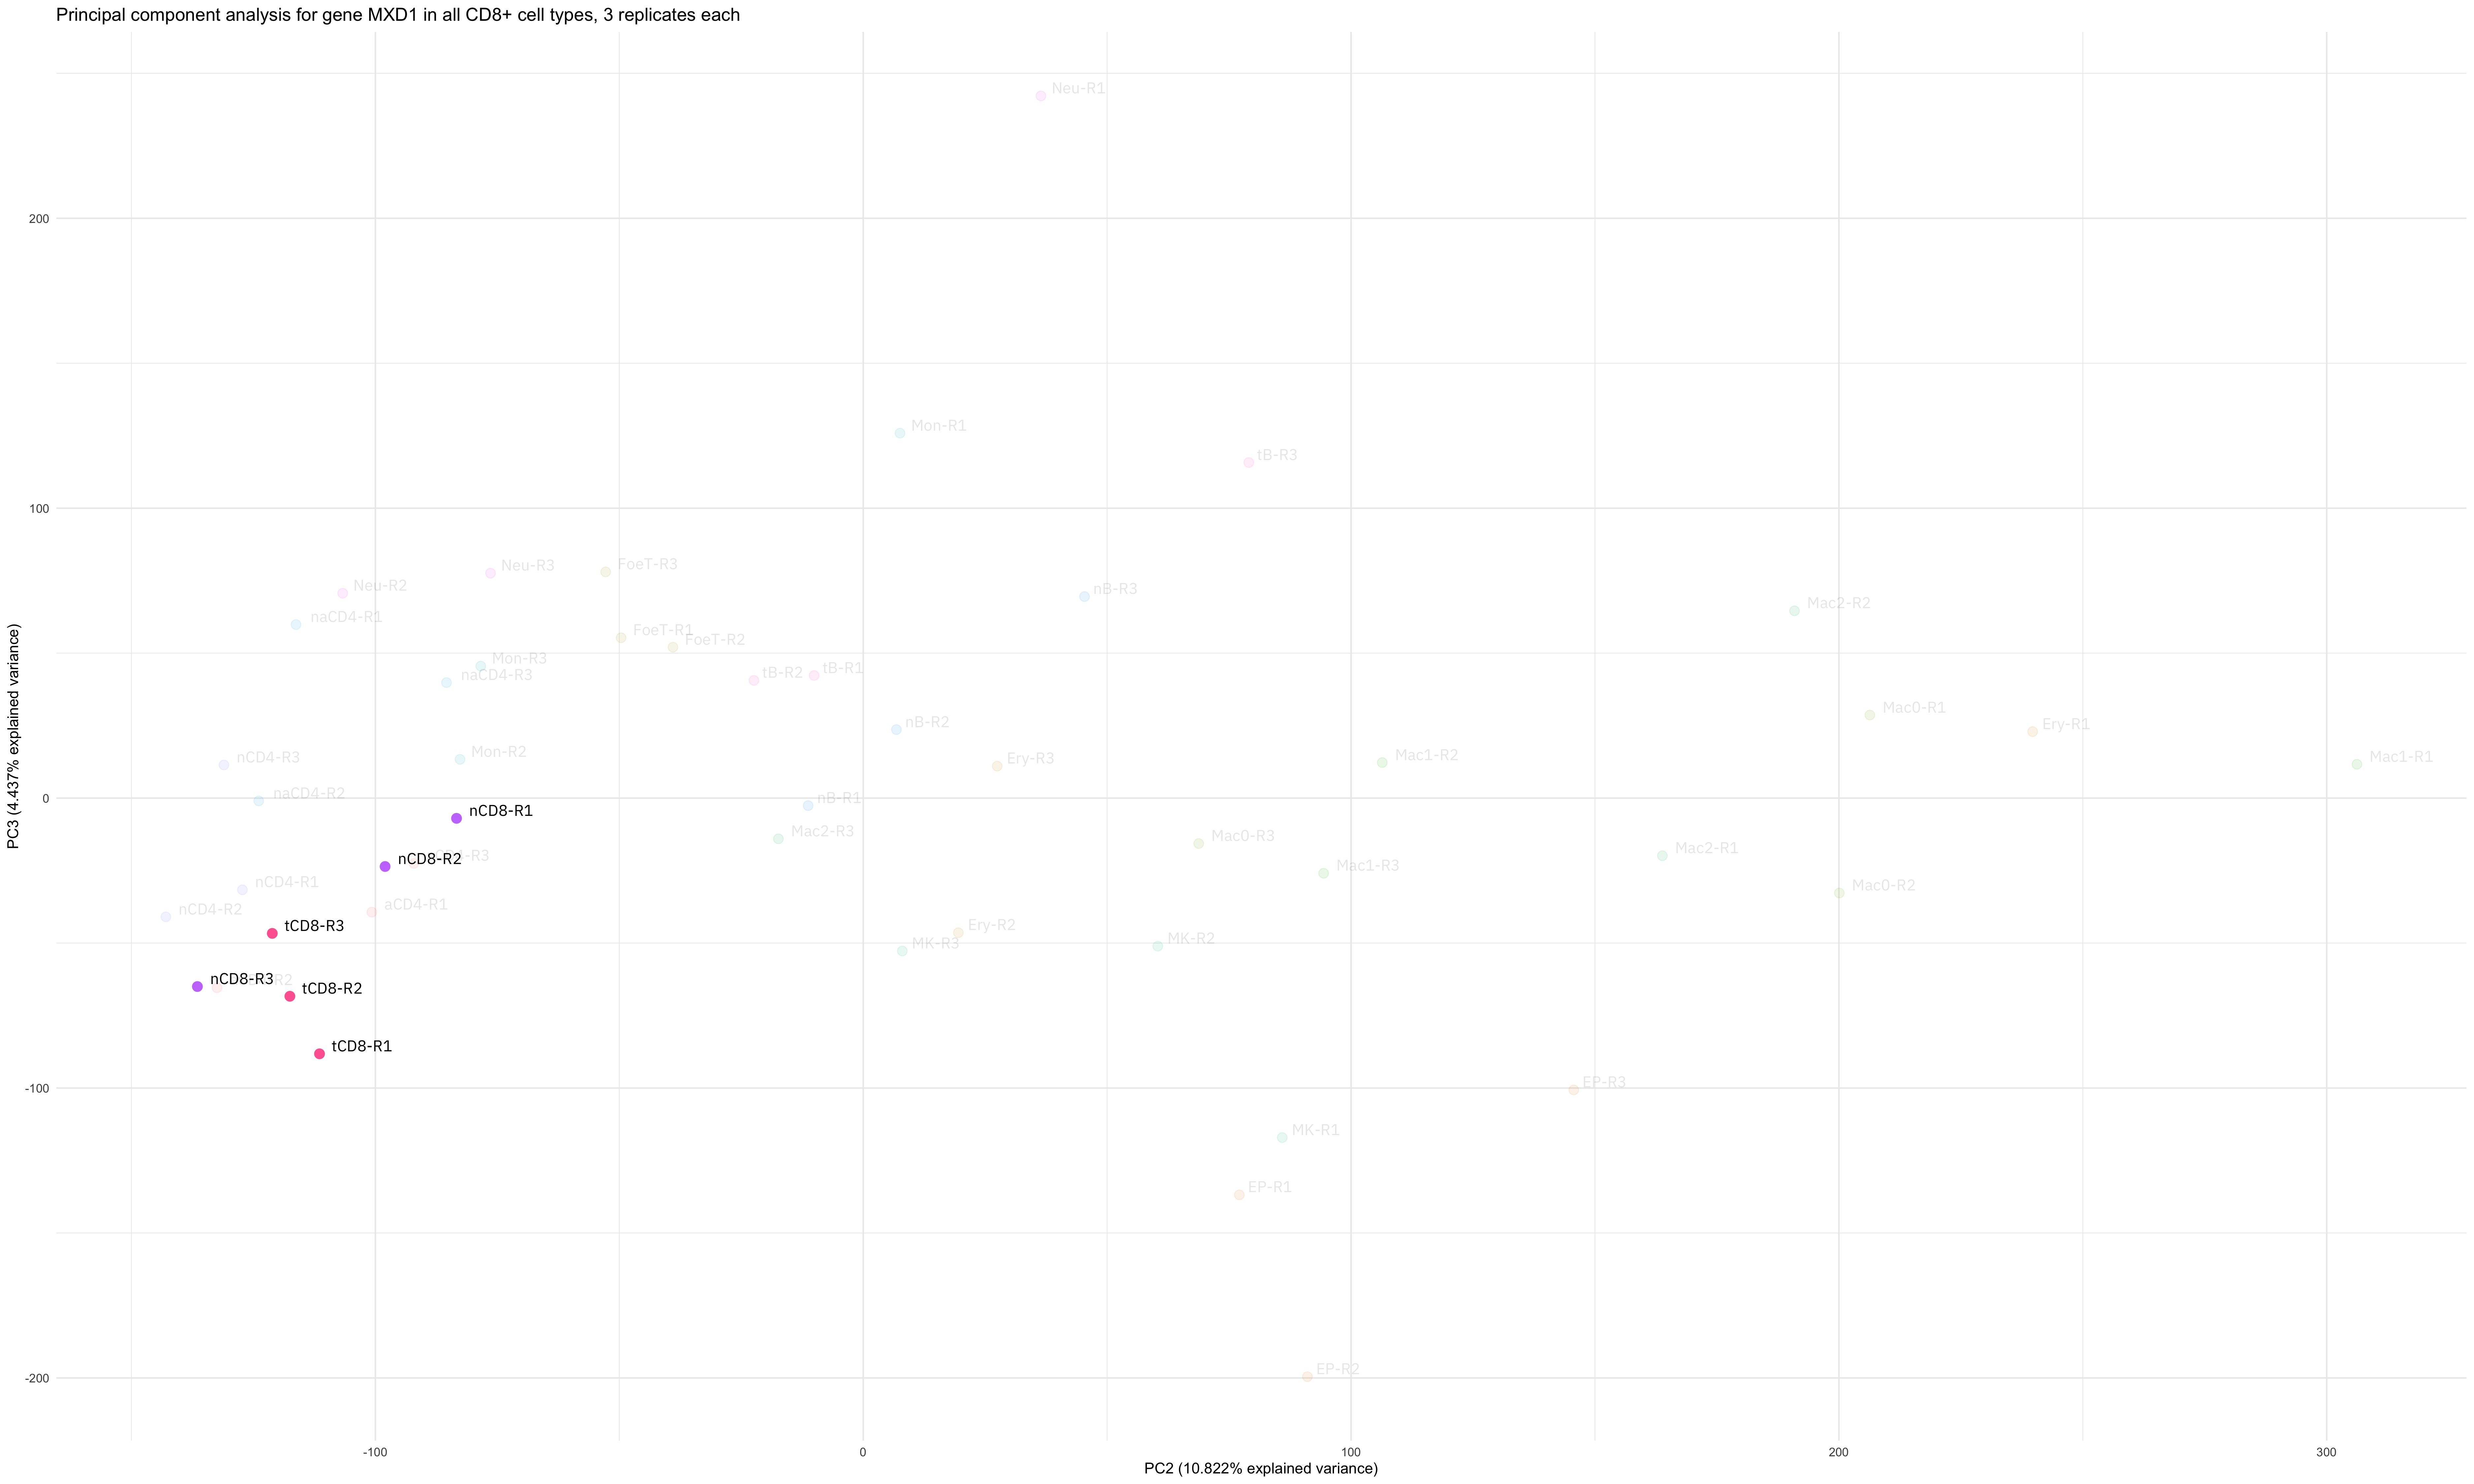 Principal component analysis for gene MXD1 in all CD8+ cell types, 3 replicates each
Neu-R1
200
Mon-R1
tB-R3
100
Neu-R3
FoeT-R3
Neu-R2
nB-R3
Mac2-R2
naCD4-R1
FoeT-R1
FoeT-R2
Mon-R3
tB-R1
tB-R2
naCD4-R3
nB-R2
Mac0-R1
Ery-R1
Mon-R2
nCD4-R3
Ery-R3
Mac1-R2
Mac1-R1
naCD4-R2
0
nB-R1
nCD8-R1
Mac2-R3
Mac0-R3
nCD8-R2
Mac2-R1
Mac1-R3
nCD4-R1
Mac0-R2
aCD4-R1
nCD4-R2
tCD8-R3
Ery-R2
MK-R2
MK-R3
nCD8-R3
tCD8-R2
tCD8-R1
-100
EP-R3
MK-R1
EP-R1
EP-R2
-200
PC3 (4.437% explained variance)
-100
0
100
200
300
PC2 (10.822% explained variance)